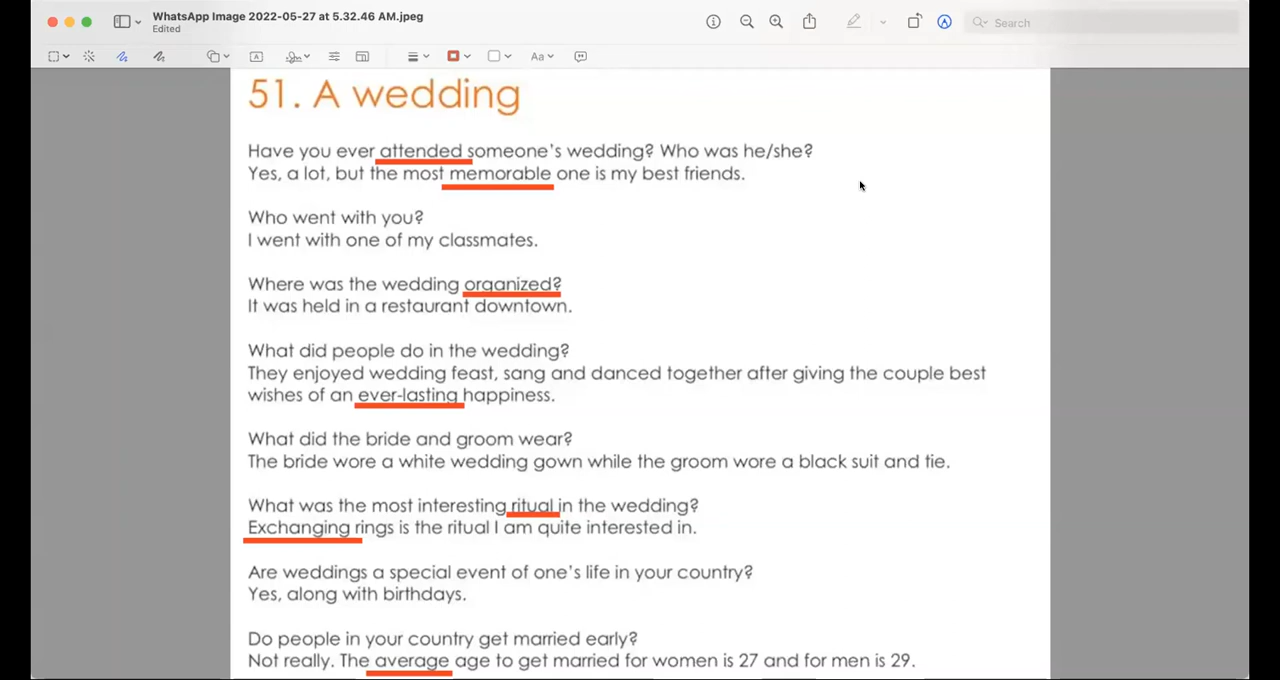 WhatsApp Image 2022-05-27 at 5.32.46 AM.jpeg
Edited
Search
Aa
51. A wedding
Have you ever attended someone's wedding? Who was he/she?
Yes, a lot, but the most memorable one is my best friends.
Who went with you?
I went with one of my classmates.
Where was the wedding organized?
It was held in a restaurant downtown.
What did people do in the wedding?
They enjoyed wedding feast, sang and danced together after giving the couple best
wishes of an ever-lasting happiness.
What did the bride and groom wear?
The bride wore a white wedding gown while the groom wore a black suit and tie.
What was the most interesting ritual in the wedding?
Exchanging rings is the ritual I am quite interested in.
Are weddings a special event of one's life in your country?
Yes, along with birthdays.
Do people in your country get married early?
Not really. The average age to get married for women is 27 and for men is 29.